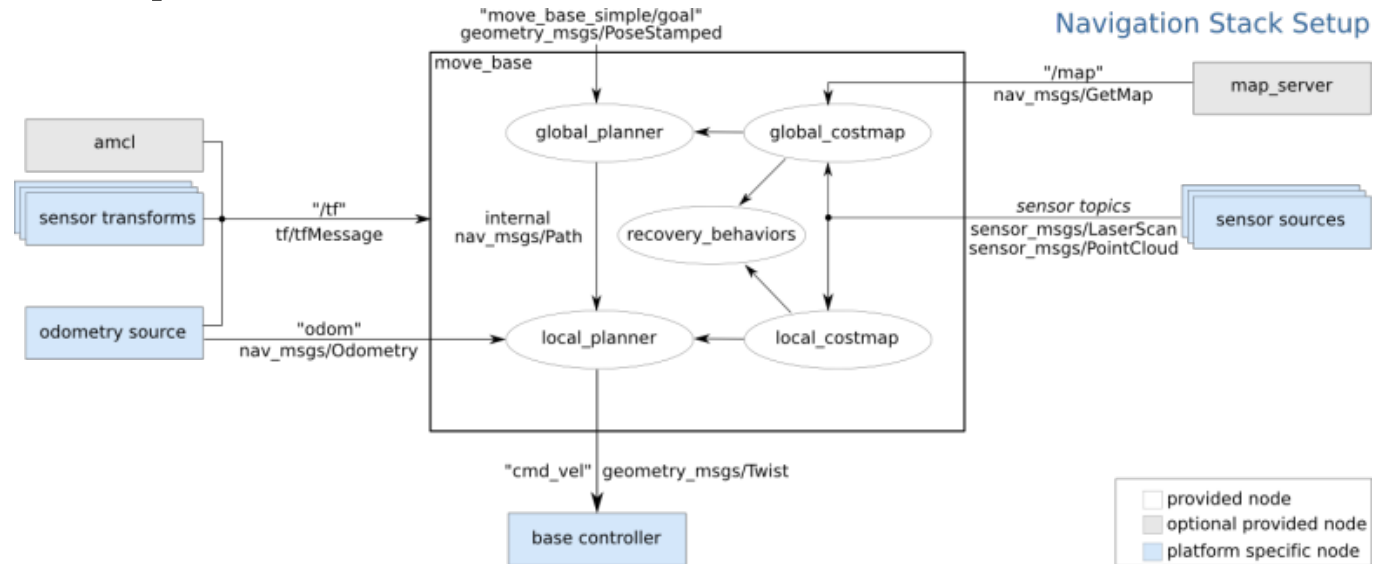 "move_base_simple/goal"
geometry_msgs/PoseStamped
Navigation Stack Setup
move_base
"/map"
nav_msgs/GetMap
map_server
global_planner
global_costmap
amcl
sensor transforms
"/tf"
tf/tfMessage
internal
nav_msgs/Path
recovery_behaviors
sensor topics
sensor_msgs/LaserScan
sensor_msgs/PointCloud
sensor sources
odometry source
"odom"
nav_msgs/Odometry
local_planner
local_costmap
"cmd_vel" geometry_msgs/Twist
base controller
provided node
optional provided node
platform specific node